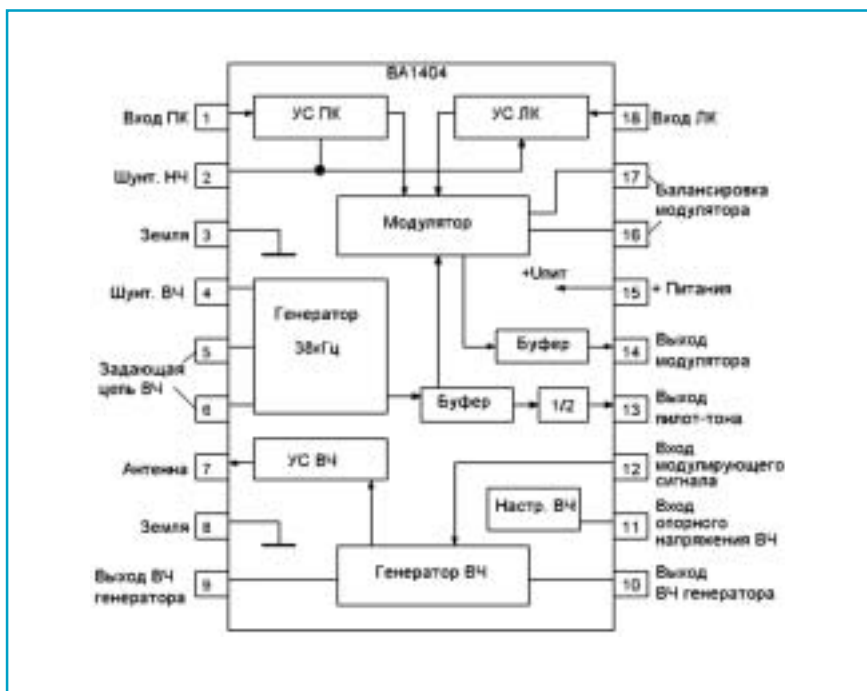 BA1404
Вход ПК
1
УС ПК
УС ЛК
18
Вход ЛК
Шунт. НЧ
2
17
Балансировка
модулятора
Модулятор
16
Земля
3
+Uпит
15
+ Питания
Шунт. ВЧ
4
Генератор
38кГц
5
Задающая
цепь ВЧ
6
Буфер
14
Выход
модулятора
Буфер
1/2
13
Выход
пилот-тона
Антенна
7
УС ВЧ
12
Вход
модулирующего
сигнала
Настр. ВЧ
11
Вход
опорного
напряжения ВЧ
Земля
8
Выход ВЧ
генератора
9
Генератор ВЧ
10
Выход
ВЧ генератора